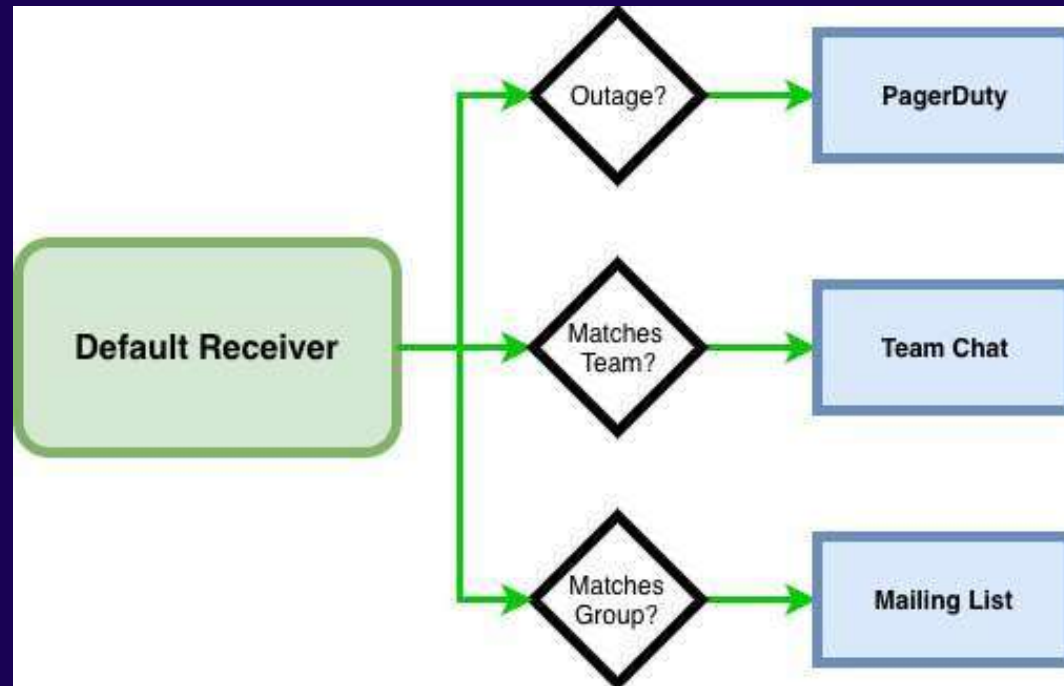 Outage?
PagerDuty
Default Receiver
Matches
Team?
Team Chat
Matches
Group?
Mailing List